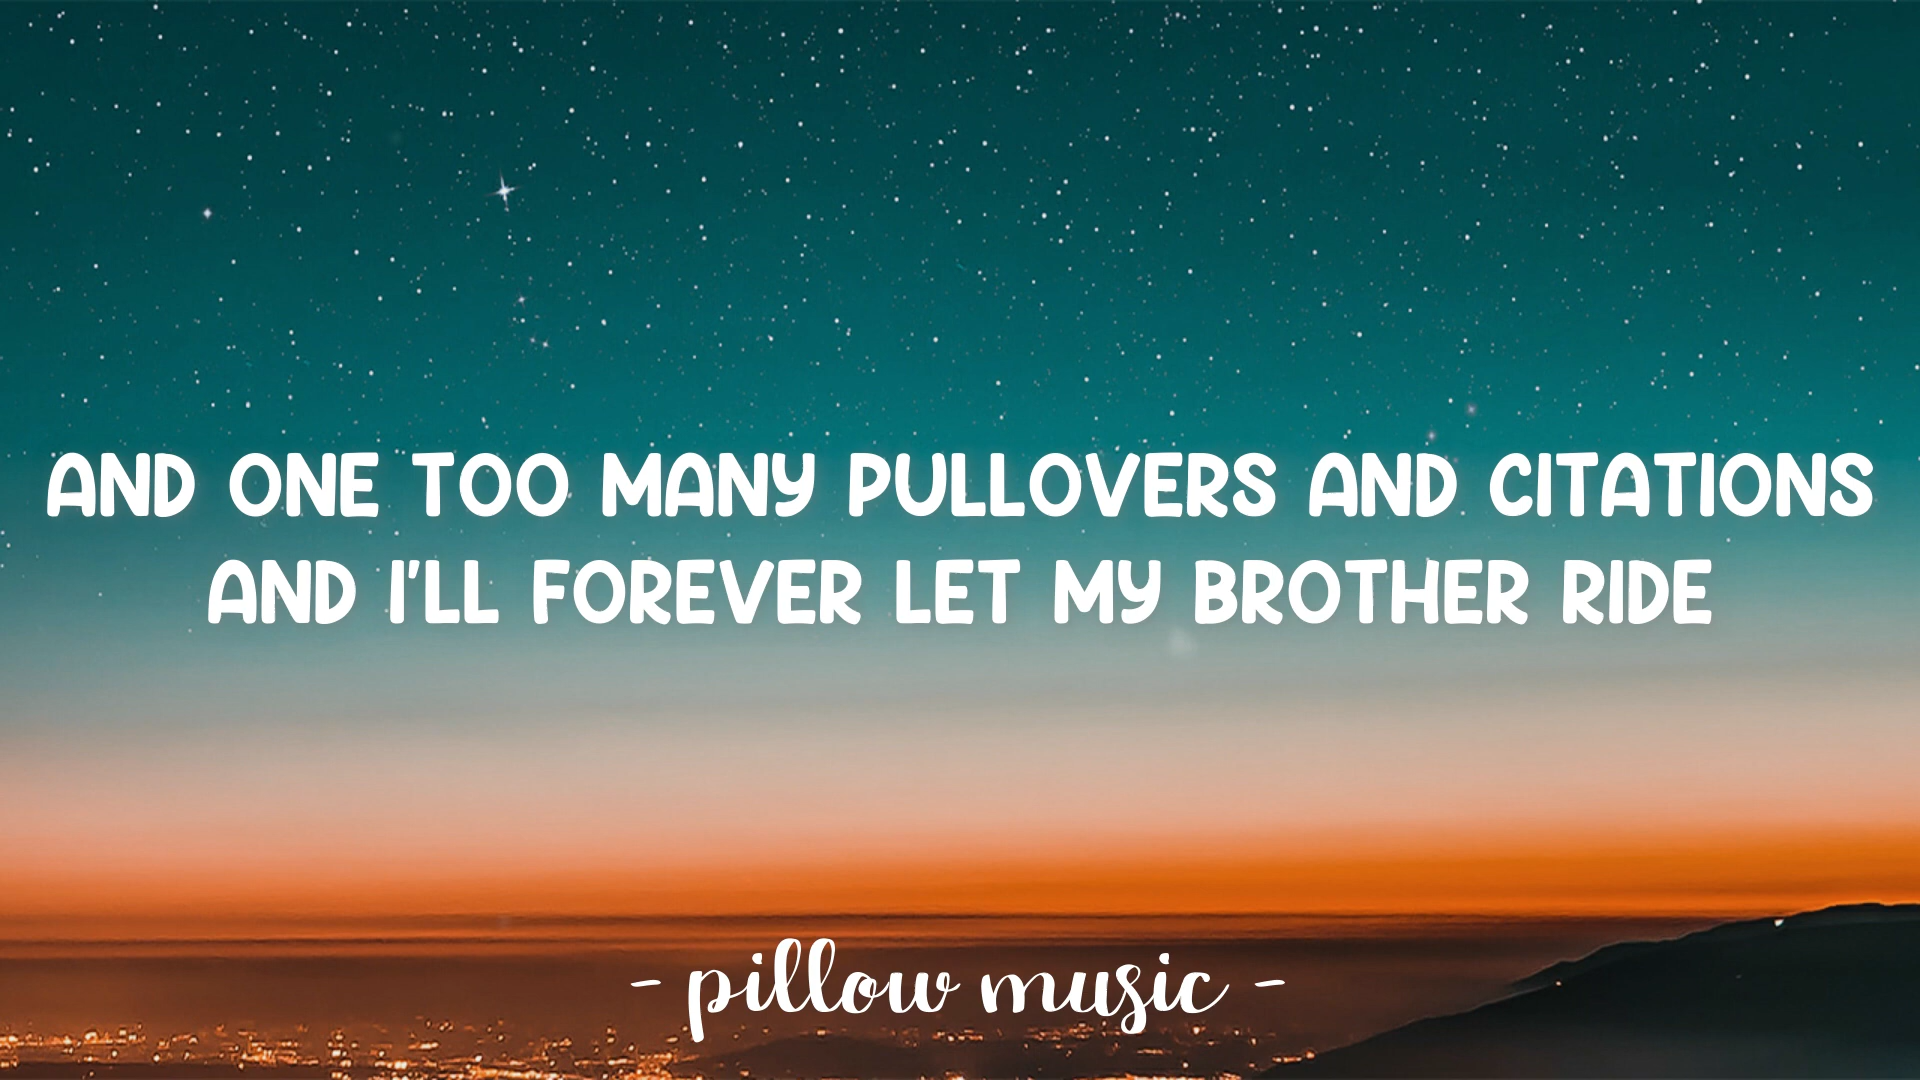 AND ONE TOO MANY PULLOVERS AND CITATIONS
AND I'LL FOREVER LET MY BROTHER RIDE
- pillow music -